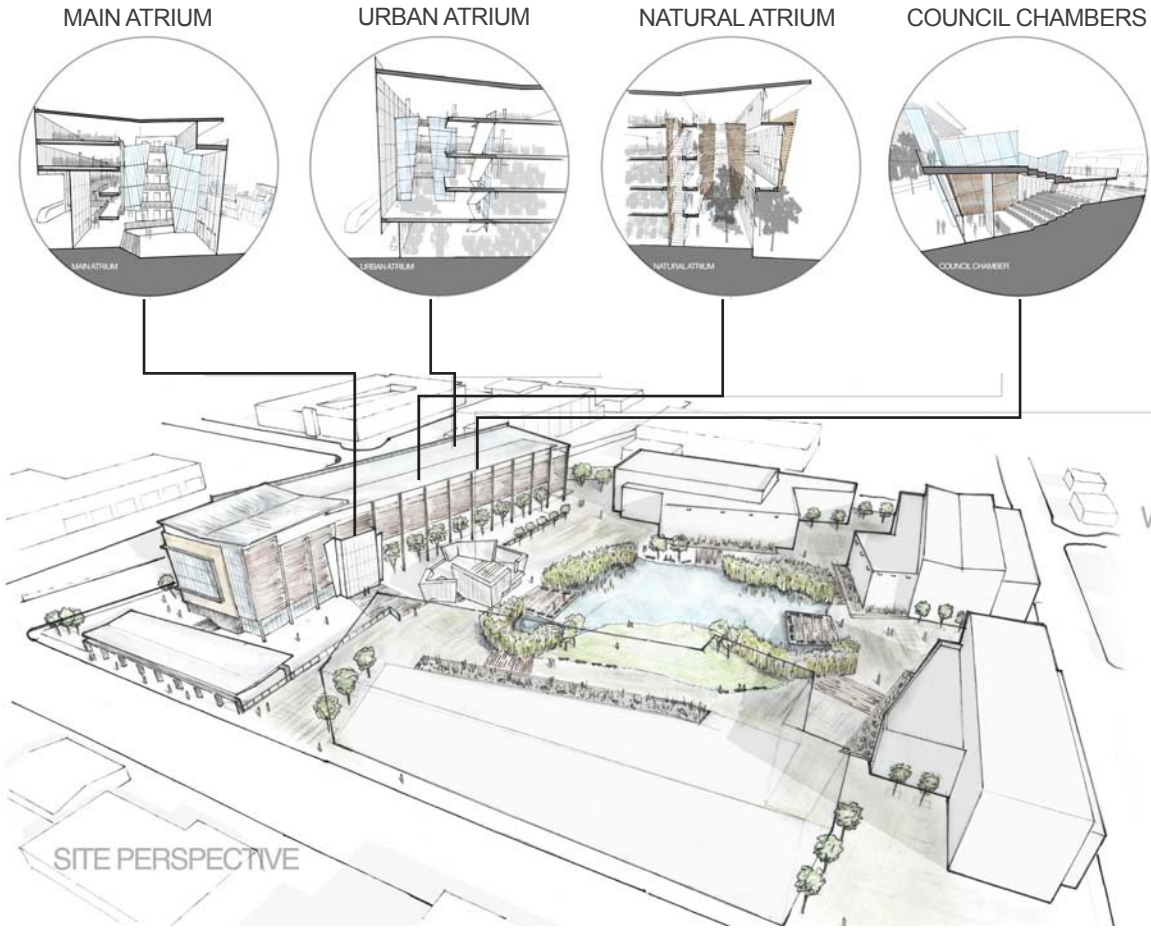 MAIN ATRIUM
URBAN ATRIUM
NATURAL ATRIUM
COUNCIL CHAMBERS
MAIN ATRIUM
URBAN ATRIUM
NATURAL ATRIUM
COUNCIL CHAMBER
V
SITE PERSPECTIVE